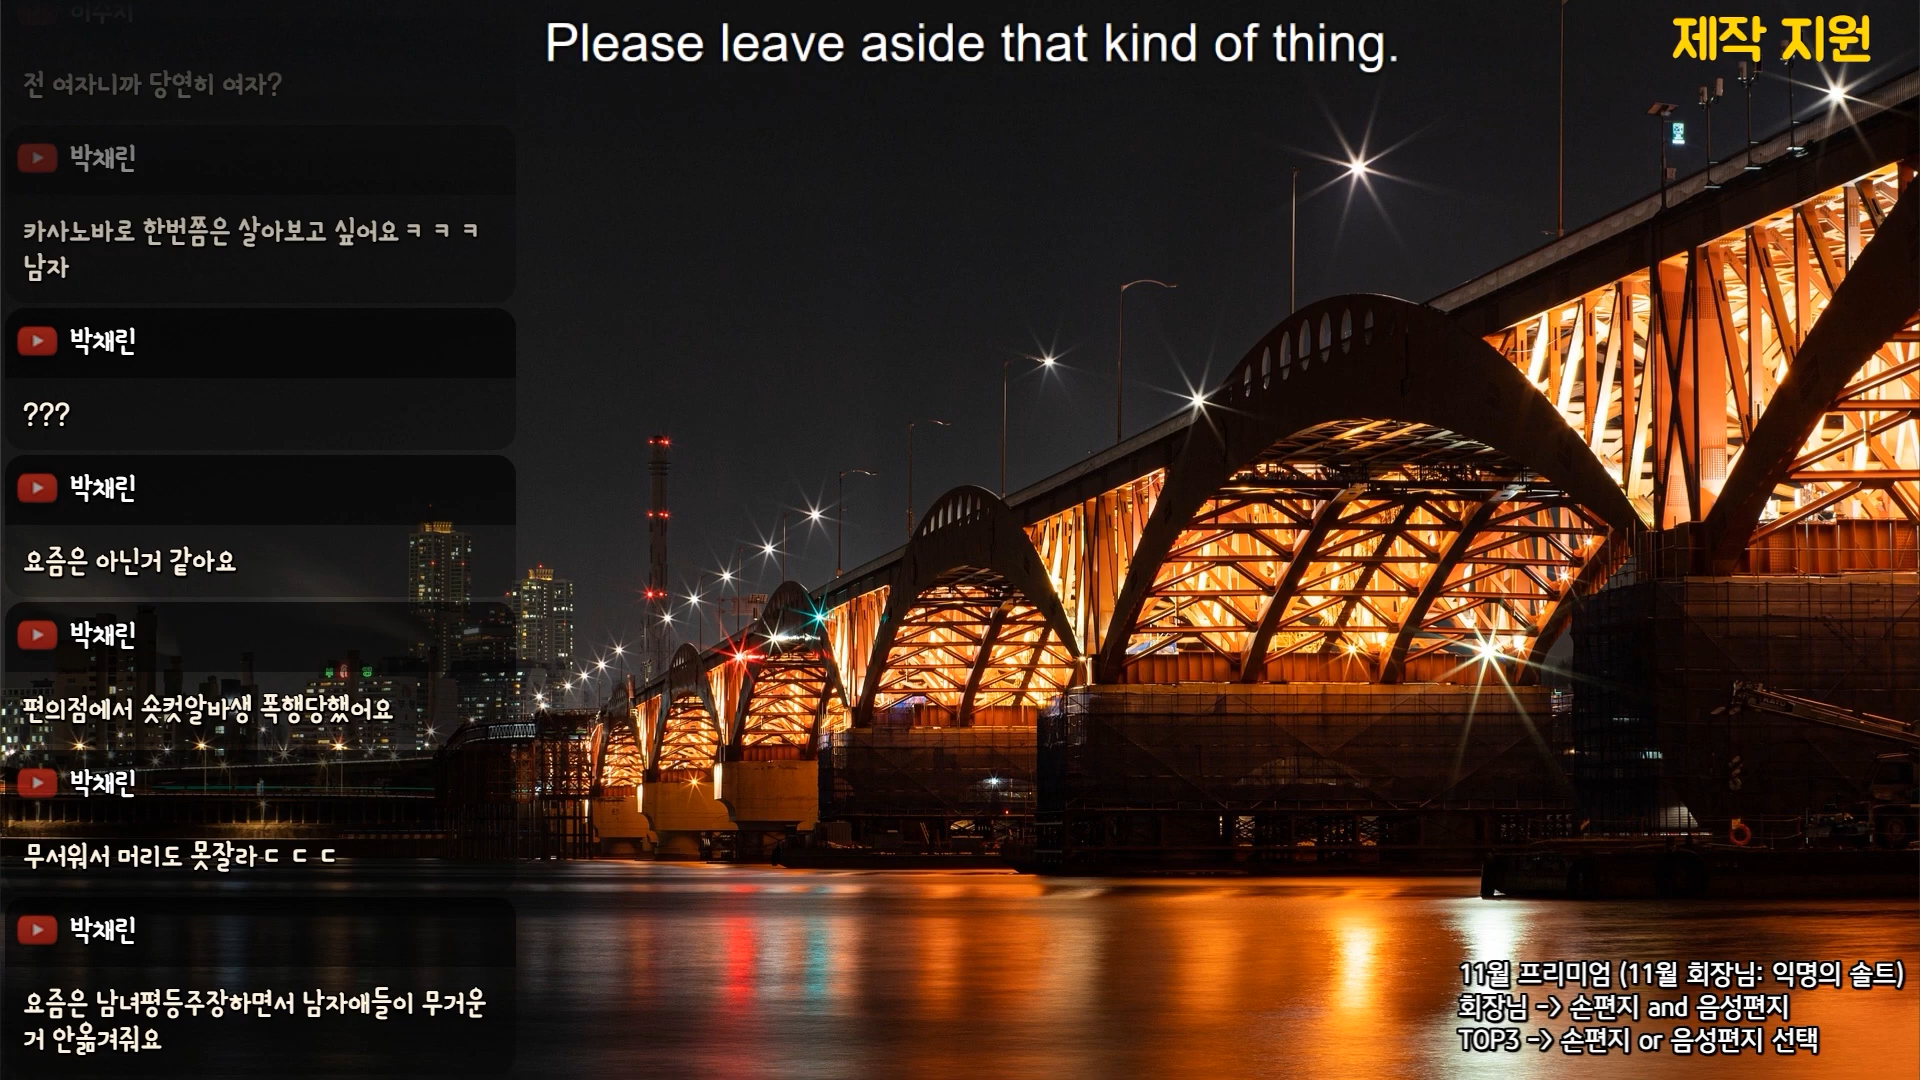 이수지
전 여자니까 당연히 여자?
박채린
카사노바로 한번쯤은 살아보고 싶어요ㅋㅋㅋ
남자
박채린
???
박채린
요즘은 아닌거 같아요
박채린
편의점에서 숏컷알바생 폭행당했어요
박채린
무서워서 머리도 못잘라ㄷㄷㄷ
박채린
요즘은 남녀평등주장하면서 남자애들이 무거운
거 안옮겨줘요
Please leave aside that kind of thing.
제작 지원
11월 프리미엄 (11월 회장님: 익명의 솔트)
회장님 -> 손편지 and 음성편지
TOP3 -> 손편지 or 음성편지 선택